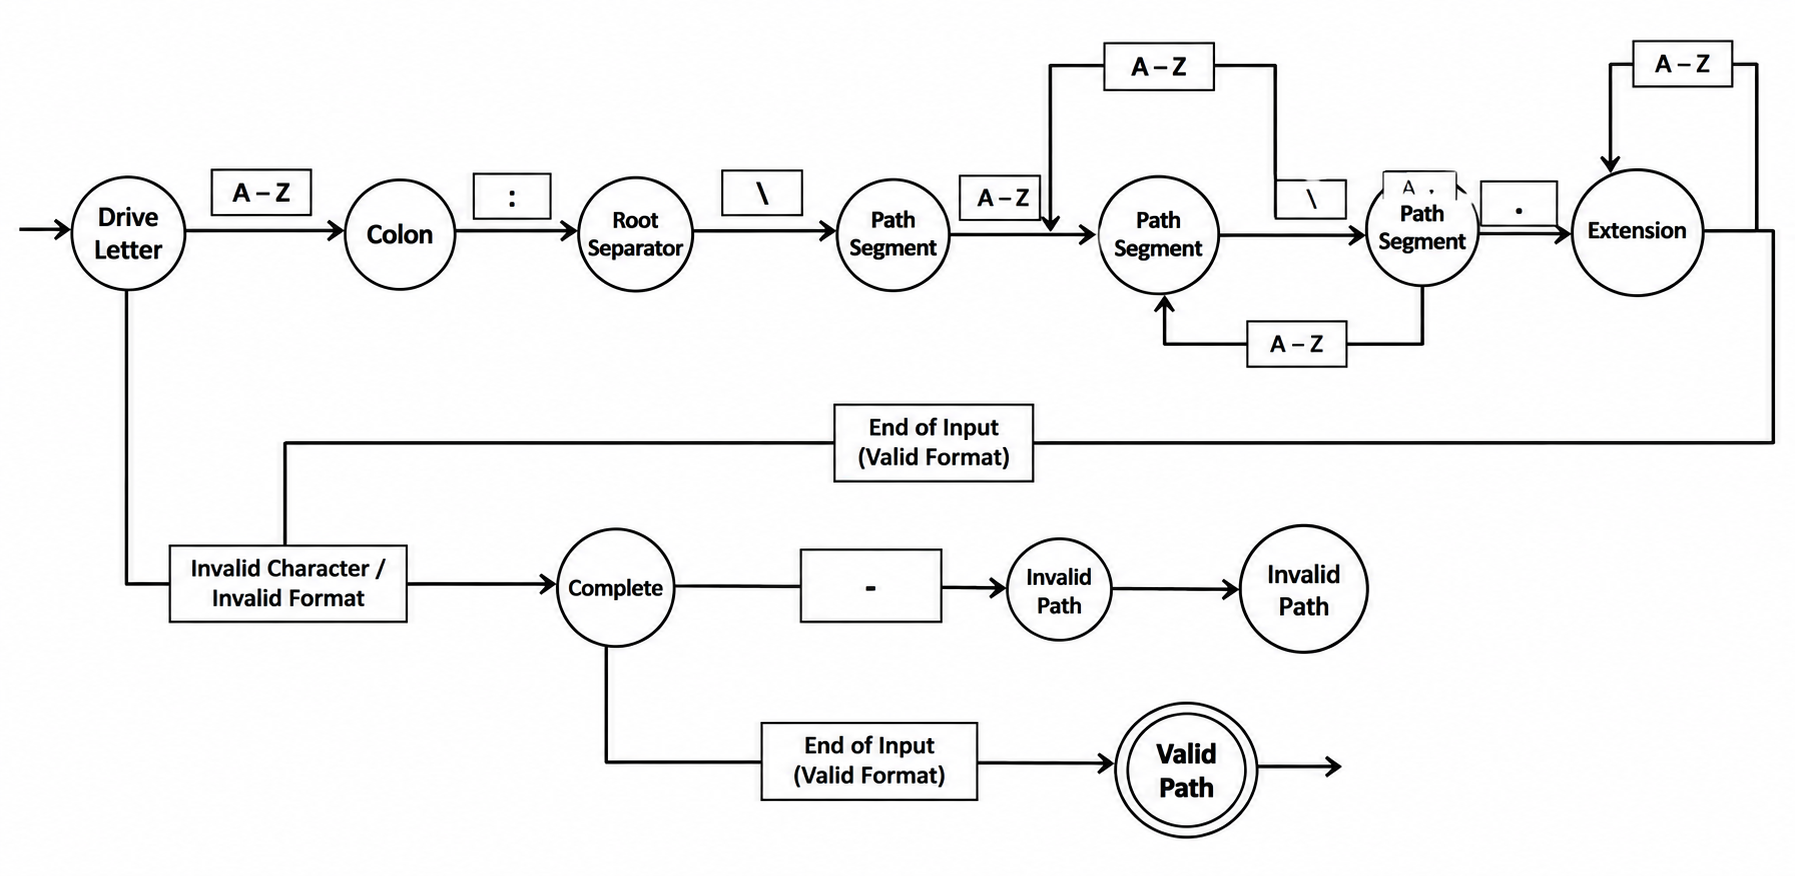 A – Z
A – Z
A – Z
:
\
A – Z
\
.
Drive
Letter
Colon
Root
Separator
Path
Segment
Path
Segment
Path
Segment
Extension
A – Z
End of Input
(Valid Format)
Invalid Character /
Invalid Format
Complete
-
Invalid
Path
Invalid
Path
End of Input
(Valid Format)
Valid
Path